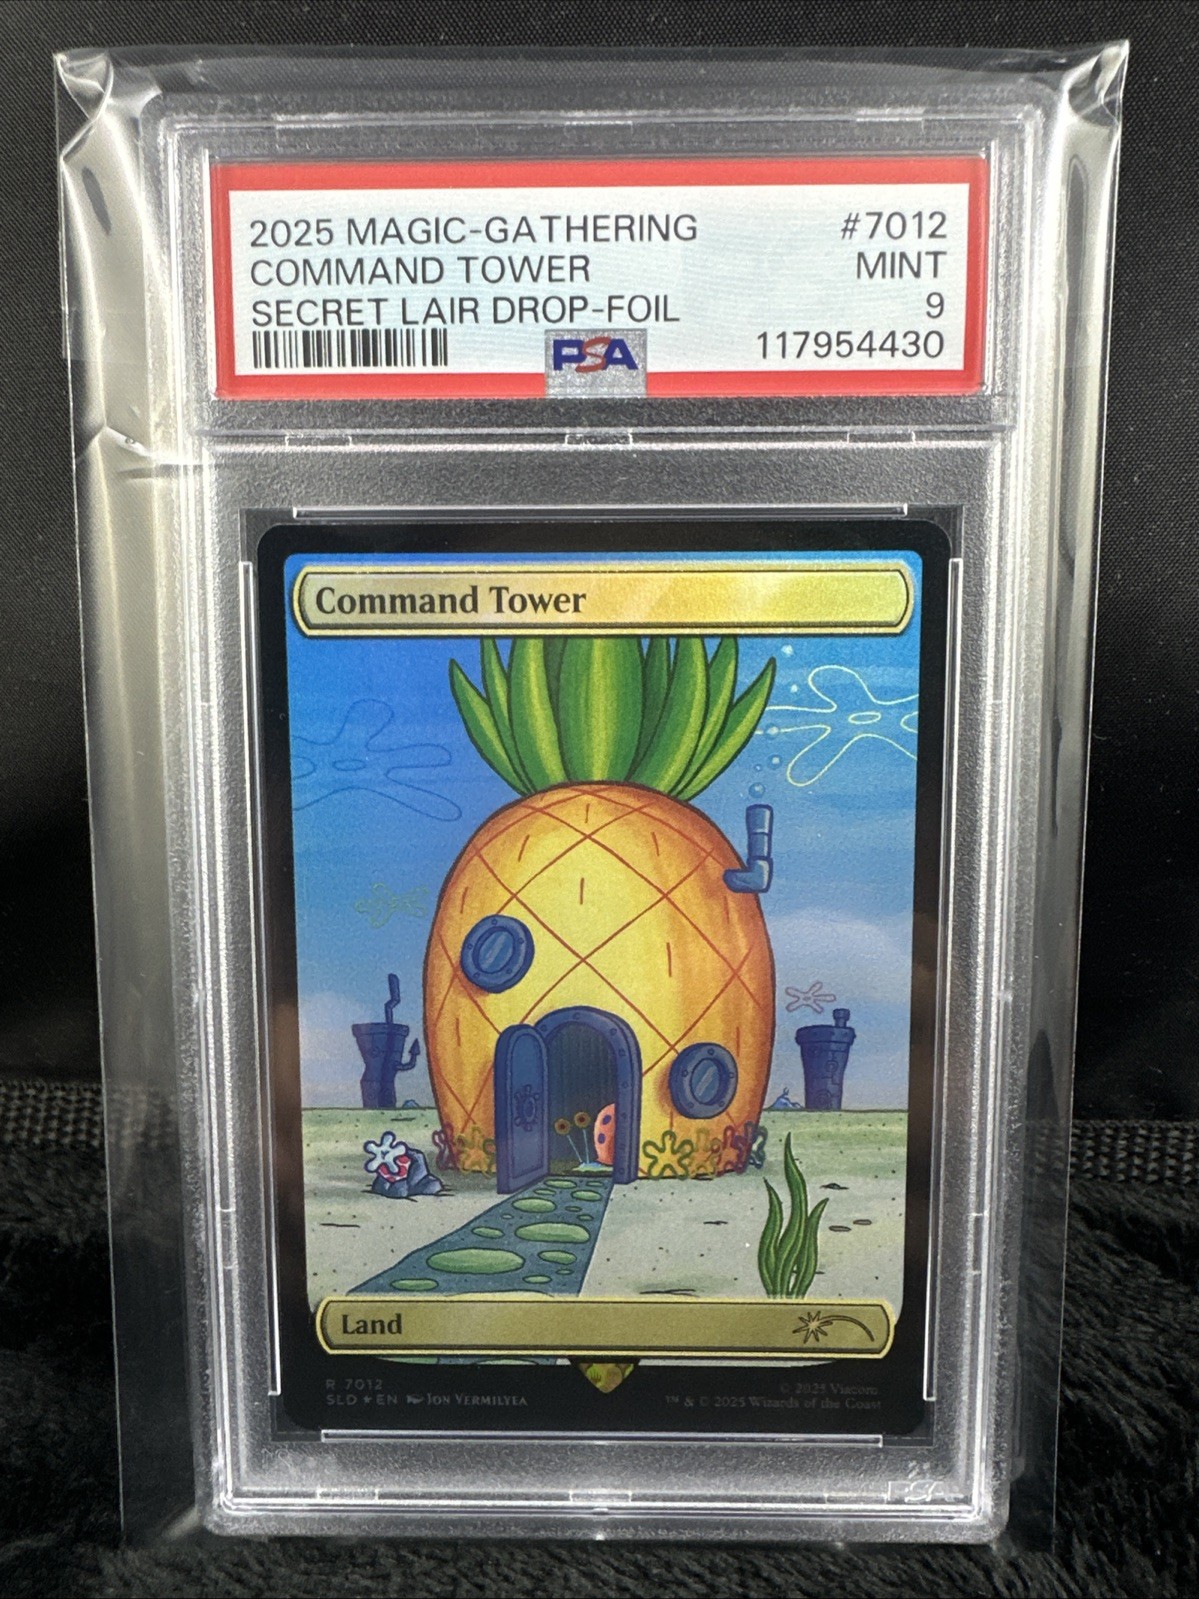 2025 MAGIC-GATHERING #7012
COMMAND TOWER MINT
SECRET LAIR DROP-FOIL 9
PSA 117954430
Command Tower
Land
R 7012
SLD ★ EN Jon Vermilyea
© 2025 Viacom
™ & © 2025 Wizards of the Coast
PSA